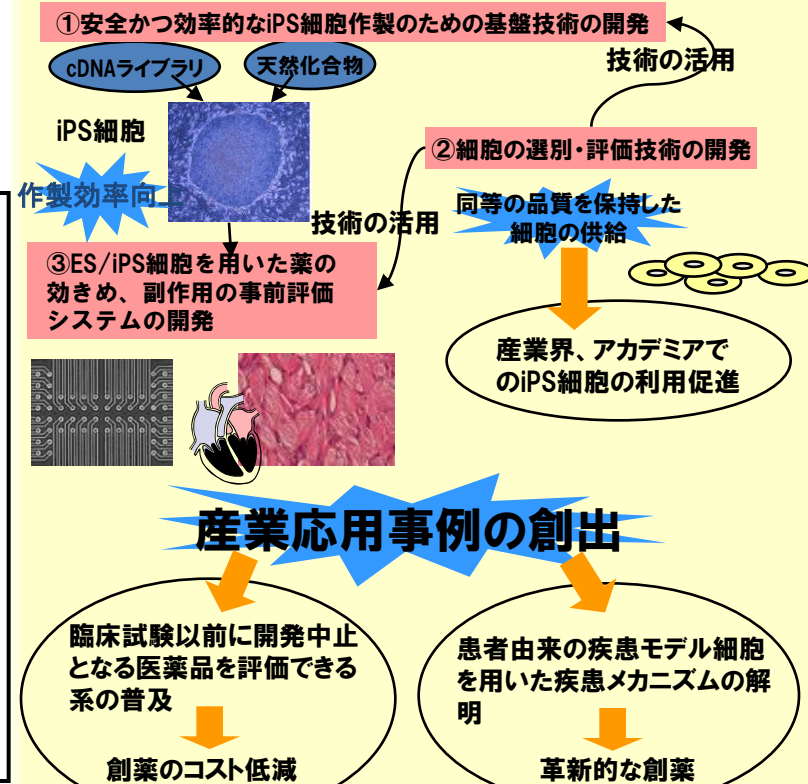 ①安全かつ効率的なiPS細胞作製のための基盤技術の開発
cDNAライブラリ
天然化合物
技術の活用
iPS細胞
②細胞の選別・評価技術の開発
作製効率向上
同等の品質を保持した
細胞の供給
技術の活用
③ES/iPS細胞を用いた薬の
効きめ、副作用の事前評価
システムの開発
産業界、アカデミアで
のiPS細胞の利用促進
産業応用事例の創出
臨床試験以前に開発中止
となる医薬品を評価できる
系の普及
創薬のコスト低減
患者由来の疾患モデル細胞
を用いた疾患メカニズムの解
明
革新的な創薬